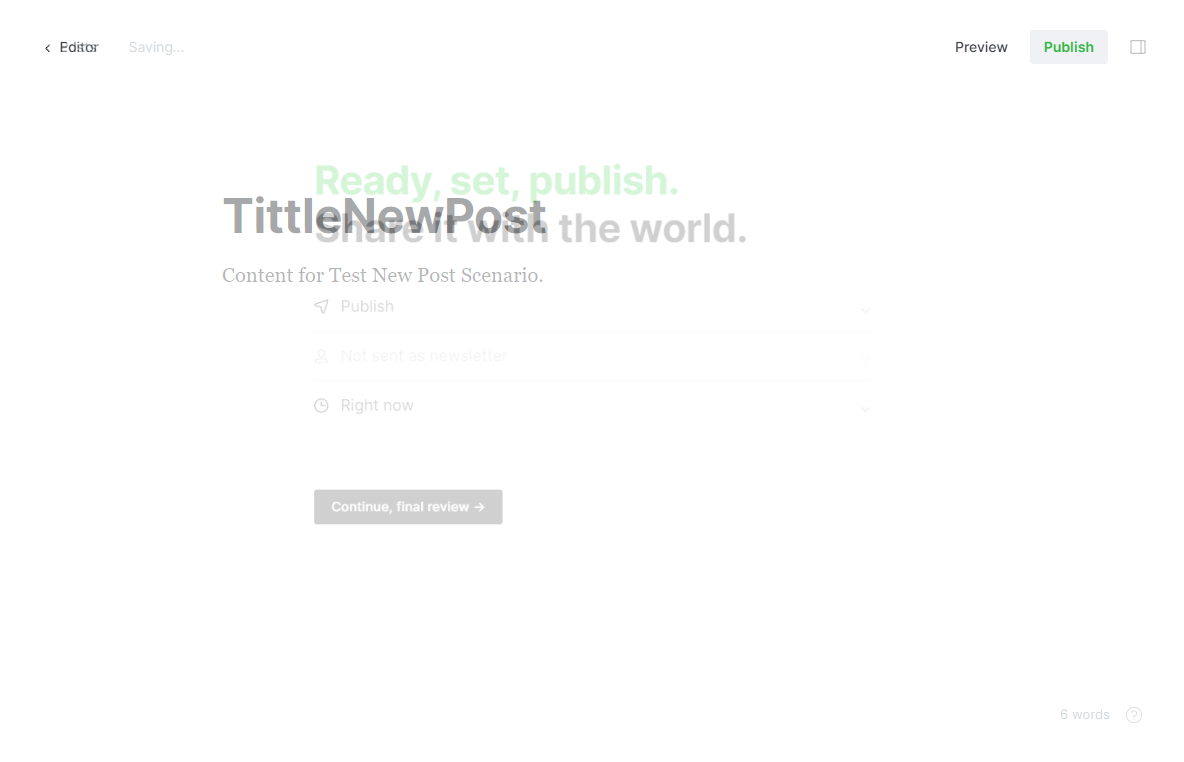 Editor Saving... Preview Publish
Ready, set, publish.
TittleNewPost
Share it with the world.
Content for Test New Post Scenario.
Publish
Not sent as newsletter
Right now
Continue, final review →
6 words ?